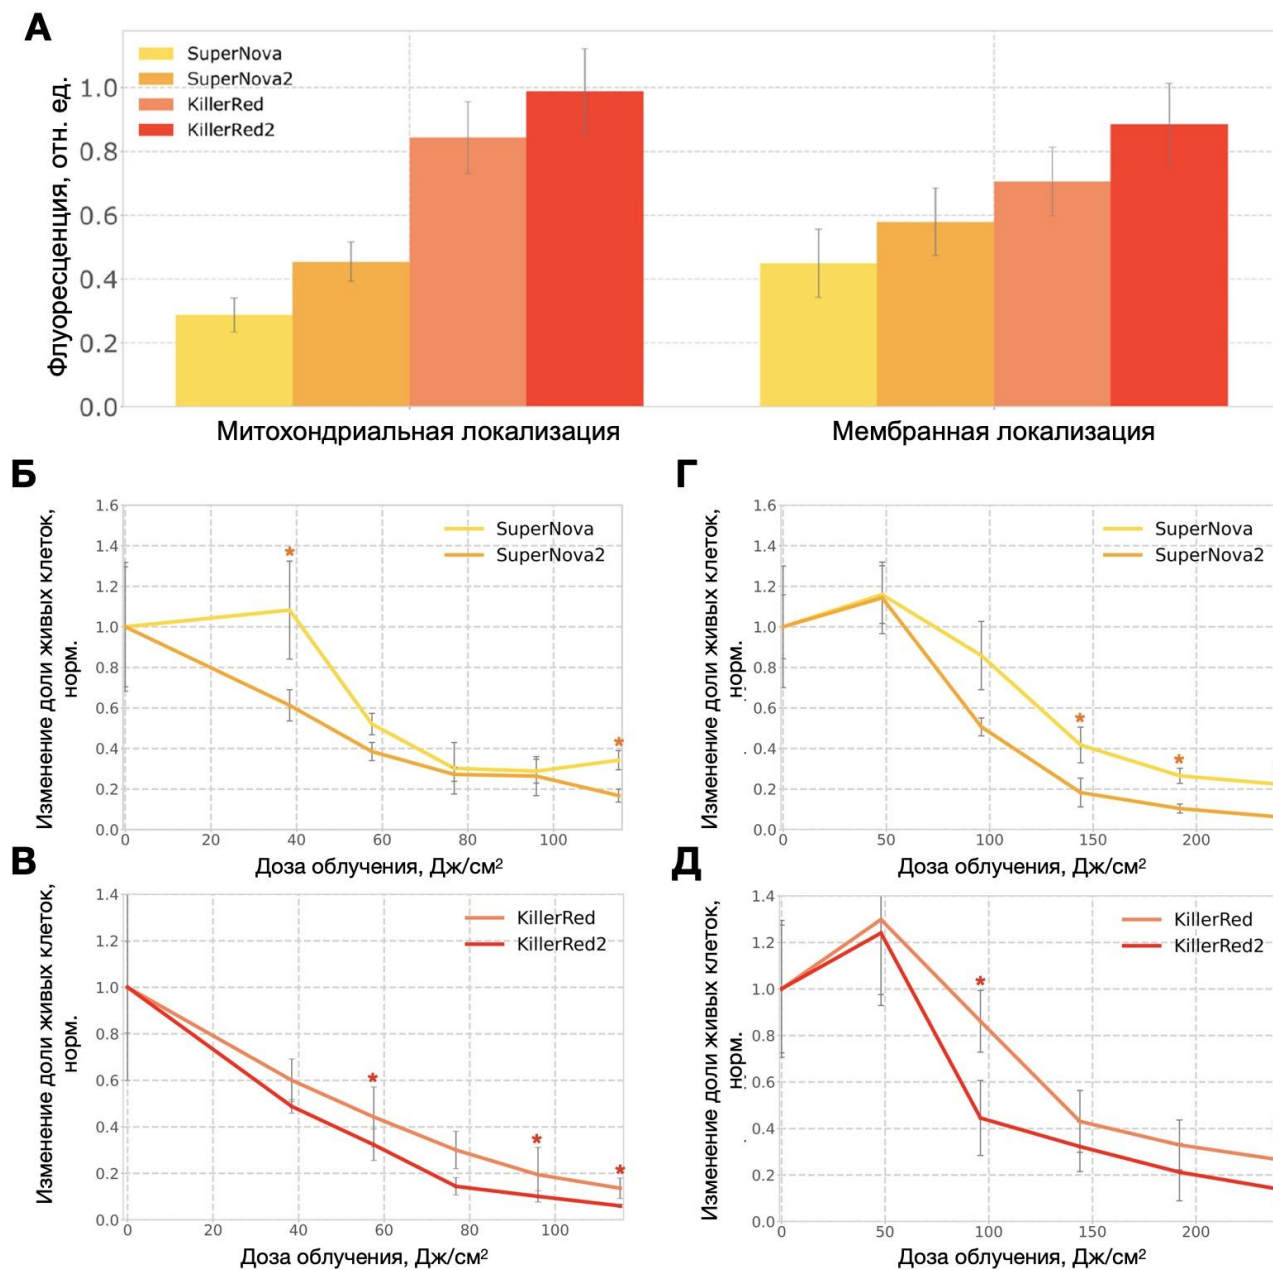 А
SuperNova
SuperNova2
KillerRed
KillerRed2
Флуоресценция, отн. ед.
1.0
0.8
0.6
0.4
0.2
0.0
Митохондриальная локализация
Мембранная локализация
Б
Изменение доли живых клеток,
норм.
1.6
1.4
1.2
1.0
0.8
0.6
0.4
0.2
0.0
SuperNova
SuperNova2
*
*
0 20 40 60 80 100
Доза облучения, Дж/см²
Г
Изменение доли живых клеток,
норм.
1.6
1.4
1.2
1.0
0.8
0.6
0.4
0.2
0.0
SuperNova
SuperNova2
*
*
0 50 100 150 200
Доза облучения, Дж/см²
В
Изменение доли живых клеток,
норм.
1.4
1.2
1.0
0.8
0.6
0.4
0.2
0.0
KillerRed
KillerRed2
*
*
*
0 20 40 60 80 100
Доза облучения, Дж/см²
Д
Изменение доли живых клеток,
норм.
1.4
1.2
1.0
0.8
0.6
0.4
0.2
0.0
KillerRed
KillerRed2
*
0 50 100 150 200
Доза облучения, Дж/см²